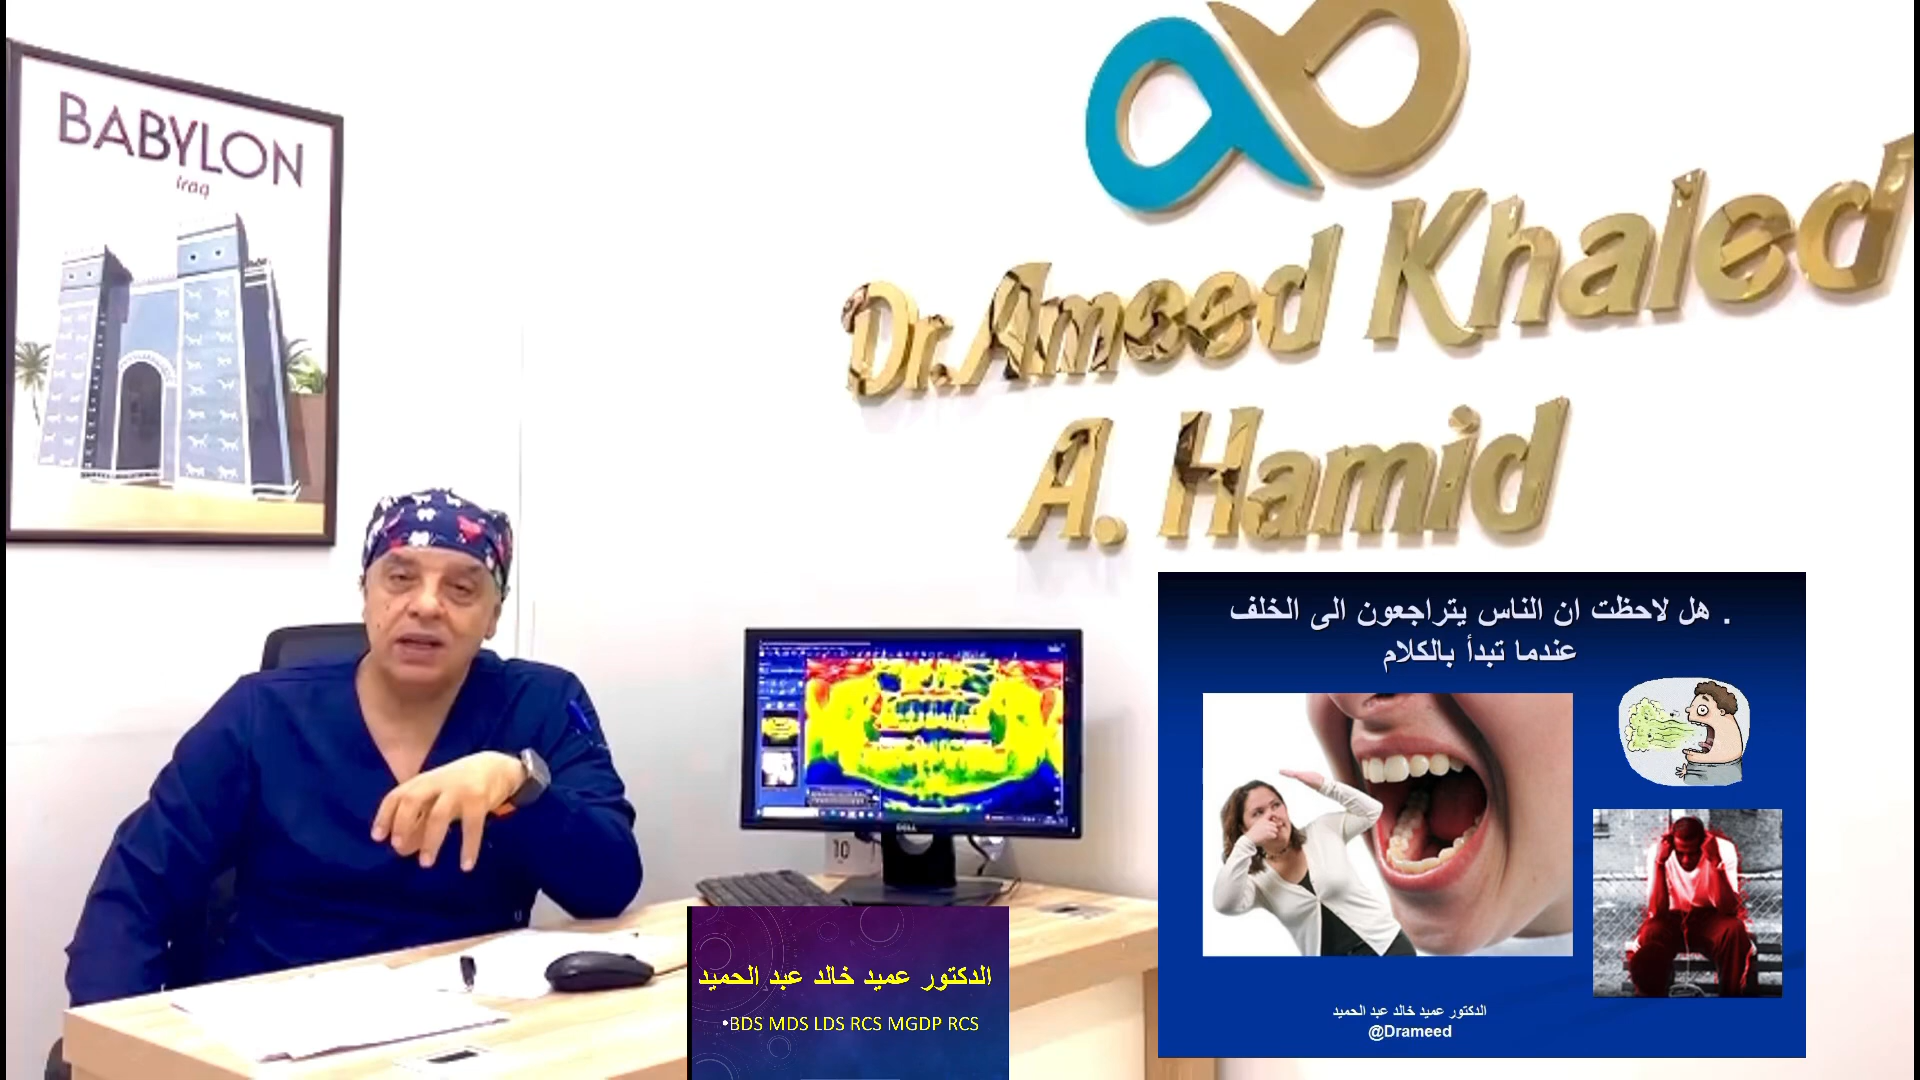 BABYLON
Iraq
Dr. Ameed Khaled
A. Hamid
. هل لاحظت ان الناس يتراجعون الى الخلف
عندما تبدأ بالكلام
DELL
10
الدكتور عميد خالد عبد الحميد
•BDS MDS LDS RCS MGDP RCS
الدكتور عميد خالد عبد الحميد
@Drameed